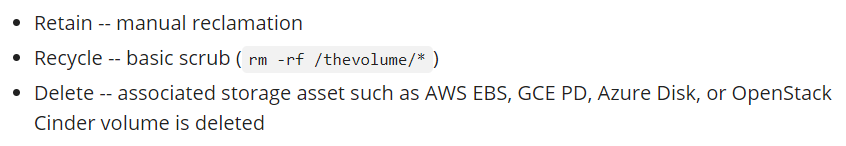 • Retain -- manual reclamation
• Recycle -- basic scrub ( rm -rf /thevolume/* )
• Delete -- associated storage asset such as AWS EBS, GCE PD, Azure Disk, or OpenStack
Cinder volume is deleted